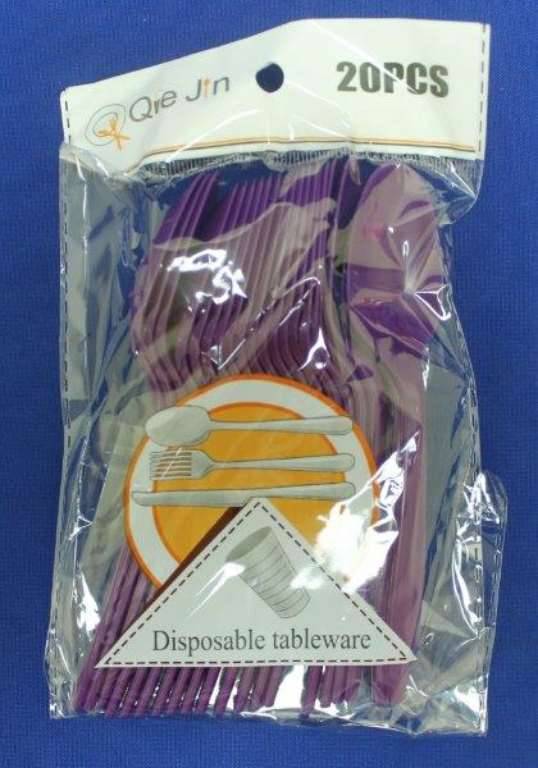 Qie Jin
20PCS
Disposable tableware